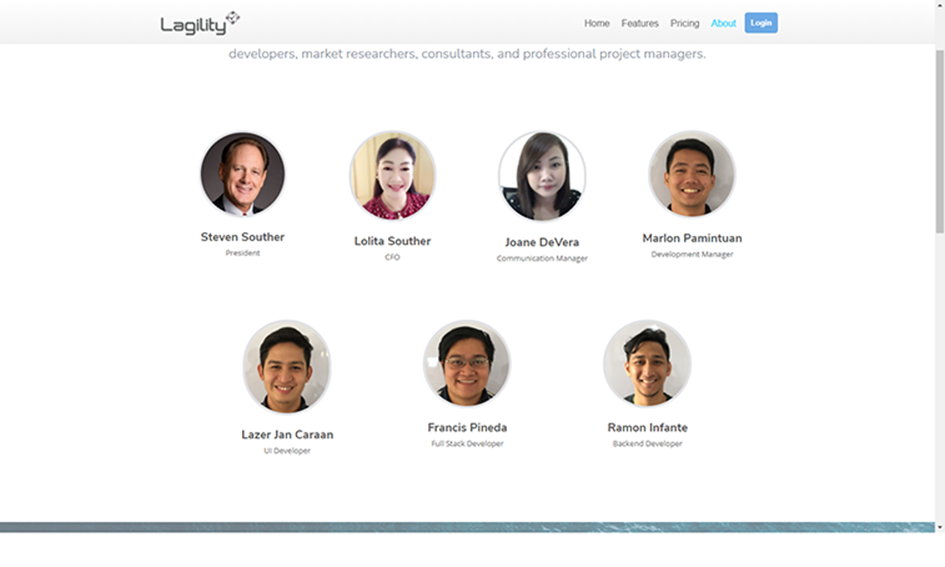 Lagility
Home Features Pricing About Login
developers, market researchers, consultants, and professional project managers.
Steven Souther
President
Lolita Souther
CFO
Joane DeVera
Communication Manager
Marlon Pamintuan
Development Manager
Lazer Jan Caraan
UI Developer
Francis Pineda
Full Stack Developer
Ramon Infante
Backend Developer